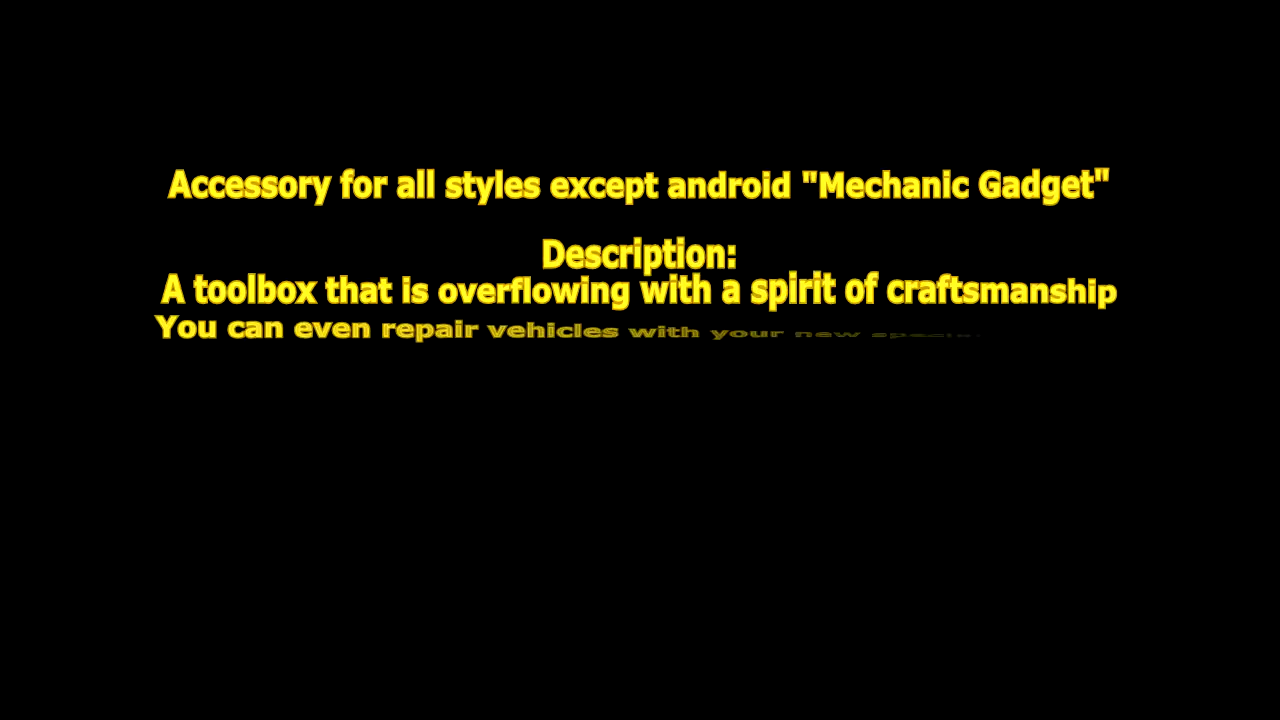 Accessory for all styles except android "Mechanic Gadget"
Description:
A toolbox that is overflowing with a spirit of craftsmanship
You can even repair vehicles with your new